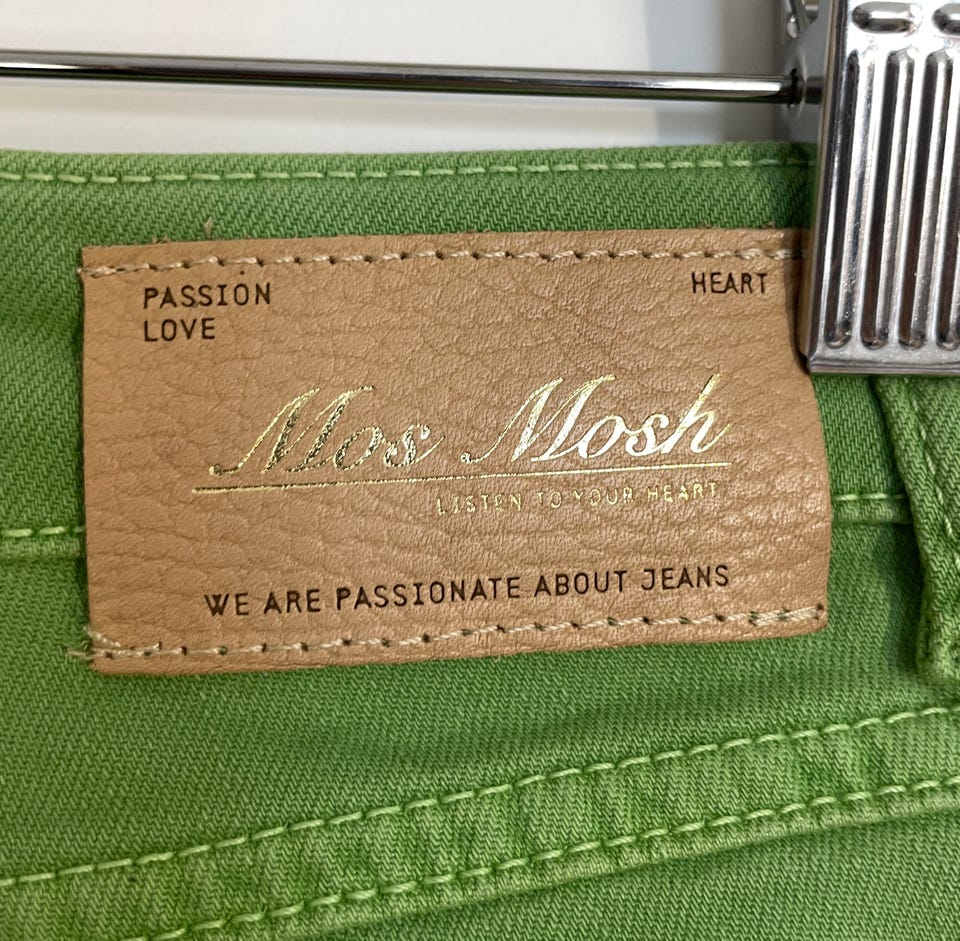 PASSION HEART
LOVE
Mos Mosh
LISTEN TO YOUR HEART
WE ARE PASSIONATE ABOUT JEANS